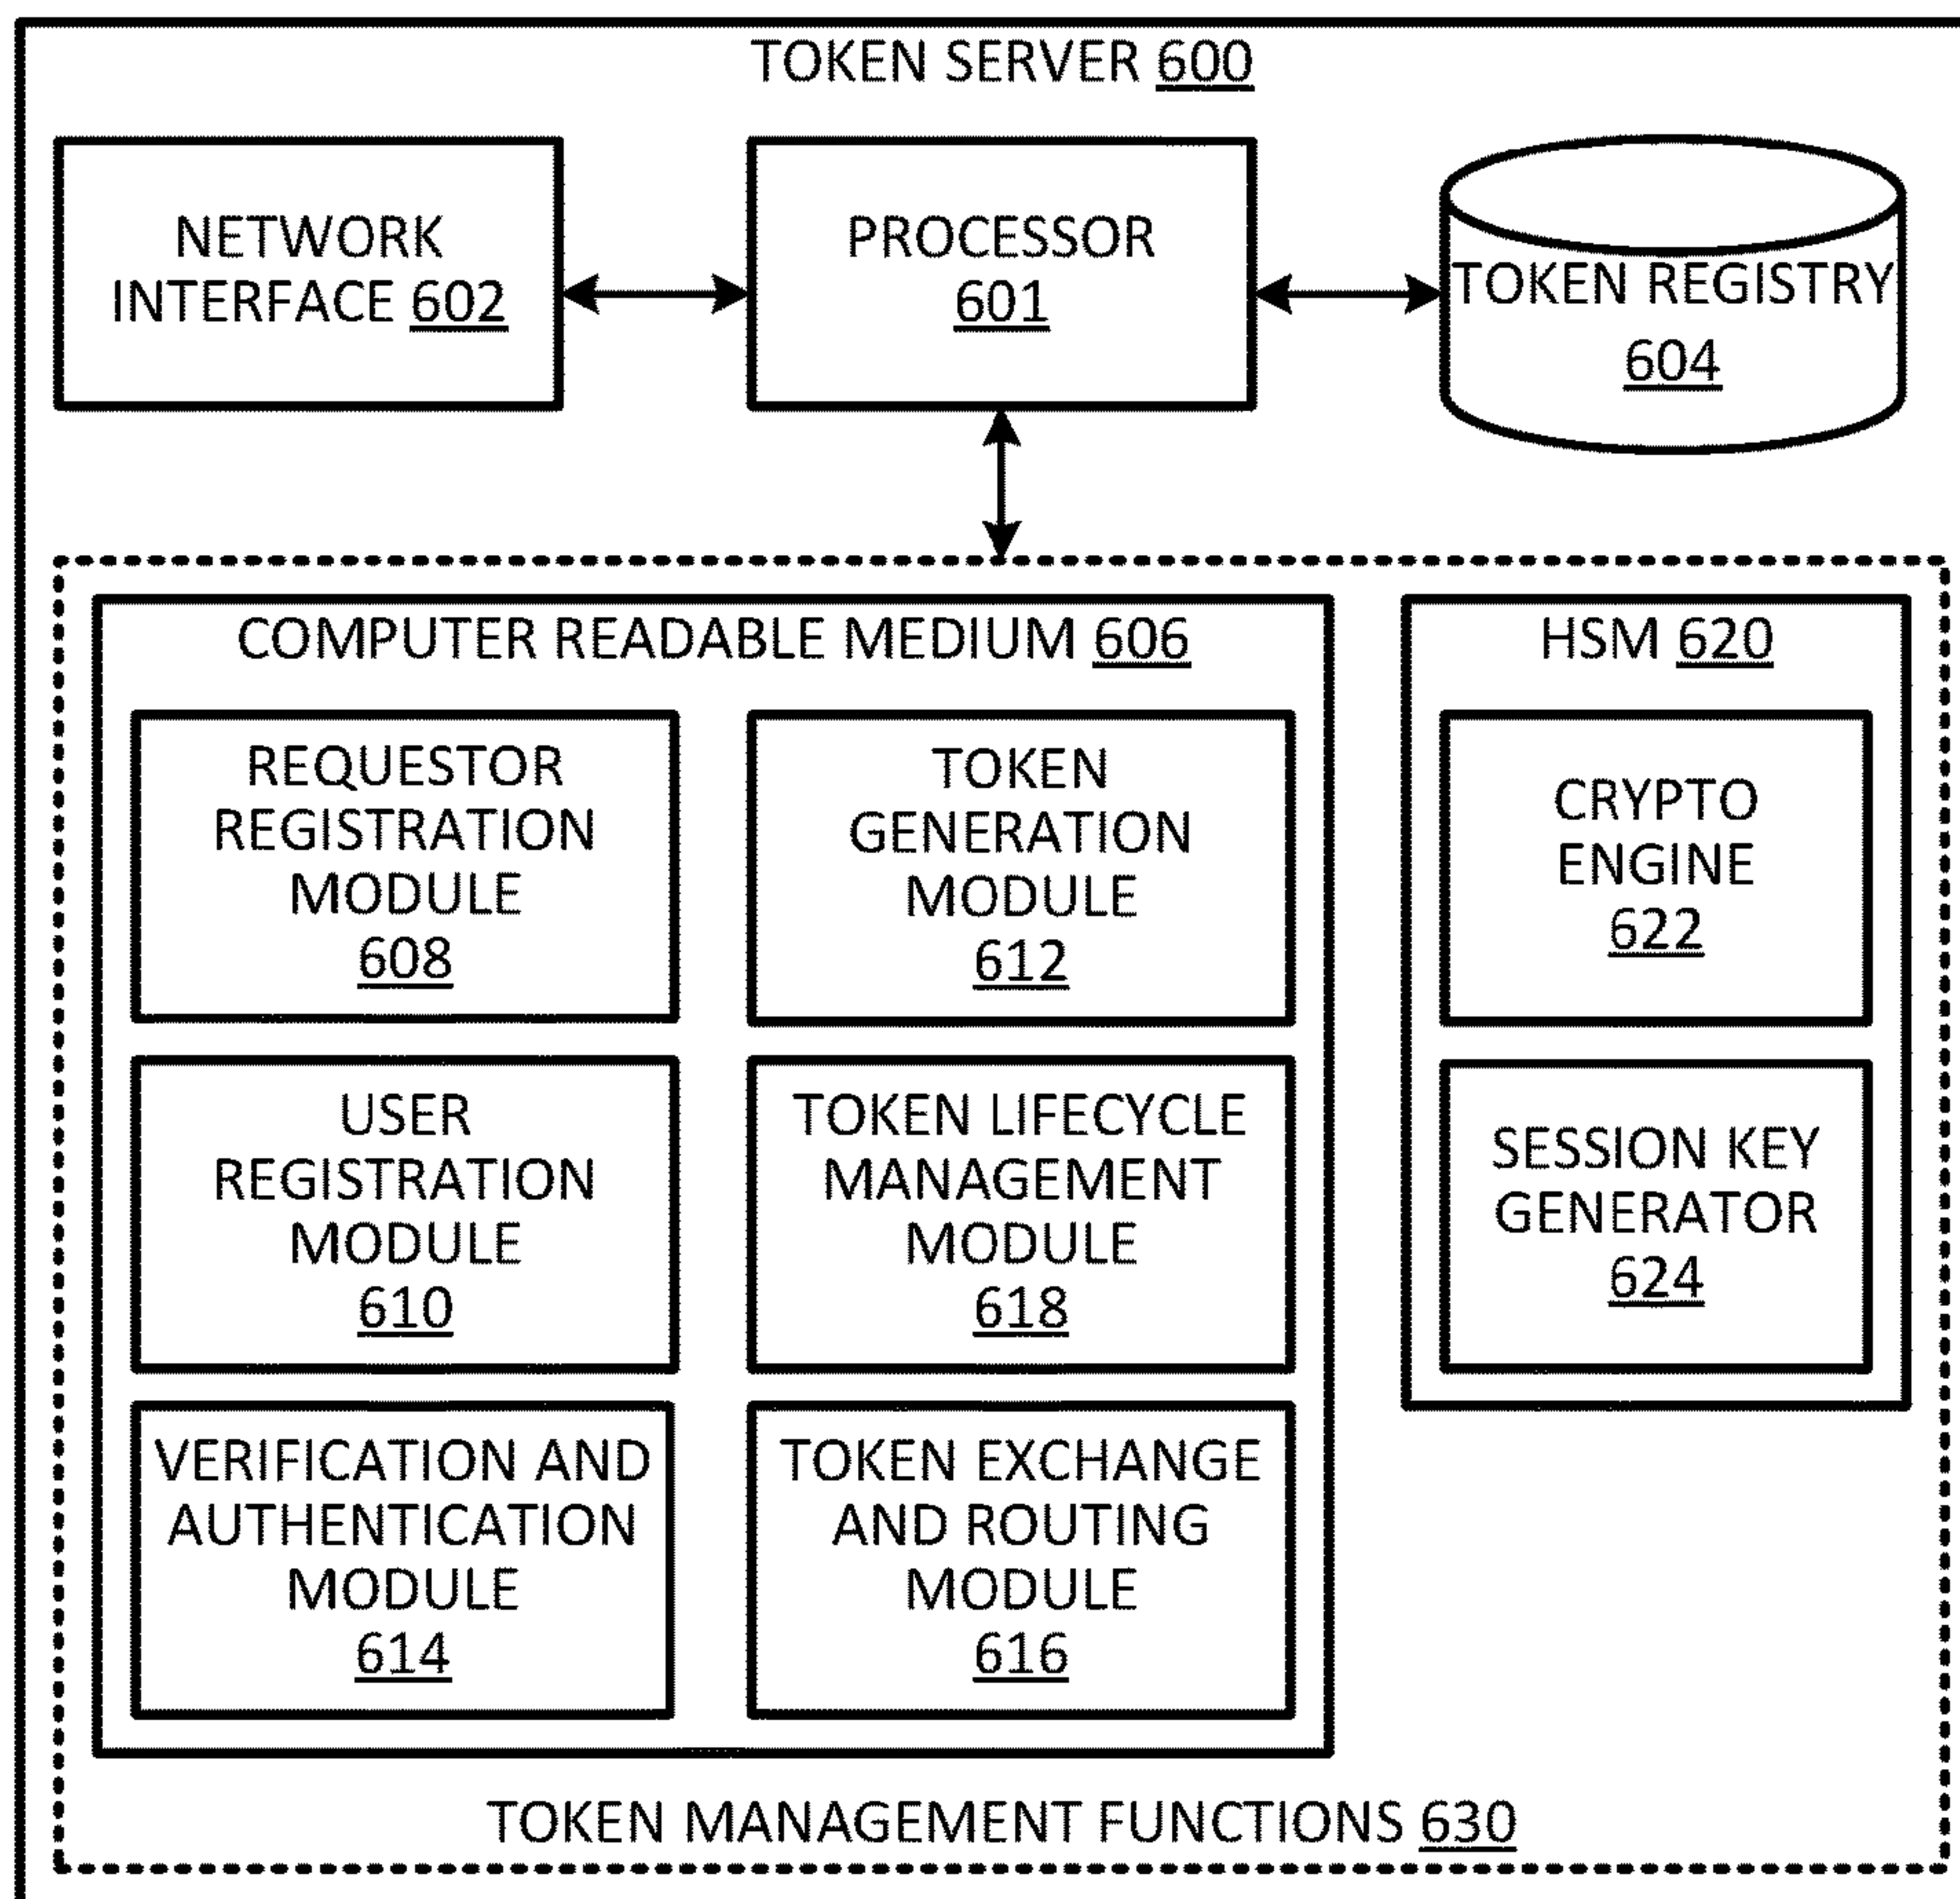 TOKEN SERVER 600
NETWORK
INTERFACE 602
PROCESSOR
601
TOKEN REGISTRY
604
COMPUTER READABLE MEDIUM 606
REQUESTOR
REGISTRATION
MODULE
608
TOKEN
GENERATION
MODULE
612
USER
REGISTRATION
MODULE
610
TOKEN LIFECYCLE
MANAGEMENT
MODULE
618
VERIFICATION AND
AUTHENTICATION
MODULE
614
TOKEN EXCHANGE
AND ROUTING
MODULE
616
HSM 620
CRYPTO
ENGINE
622
SESSION KEY
GENERATOR
624
TOKEN MANAGEMENT FUNCTIONS 630